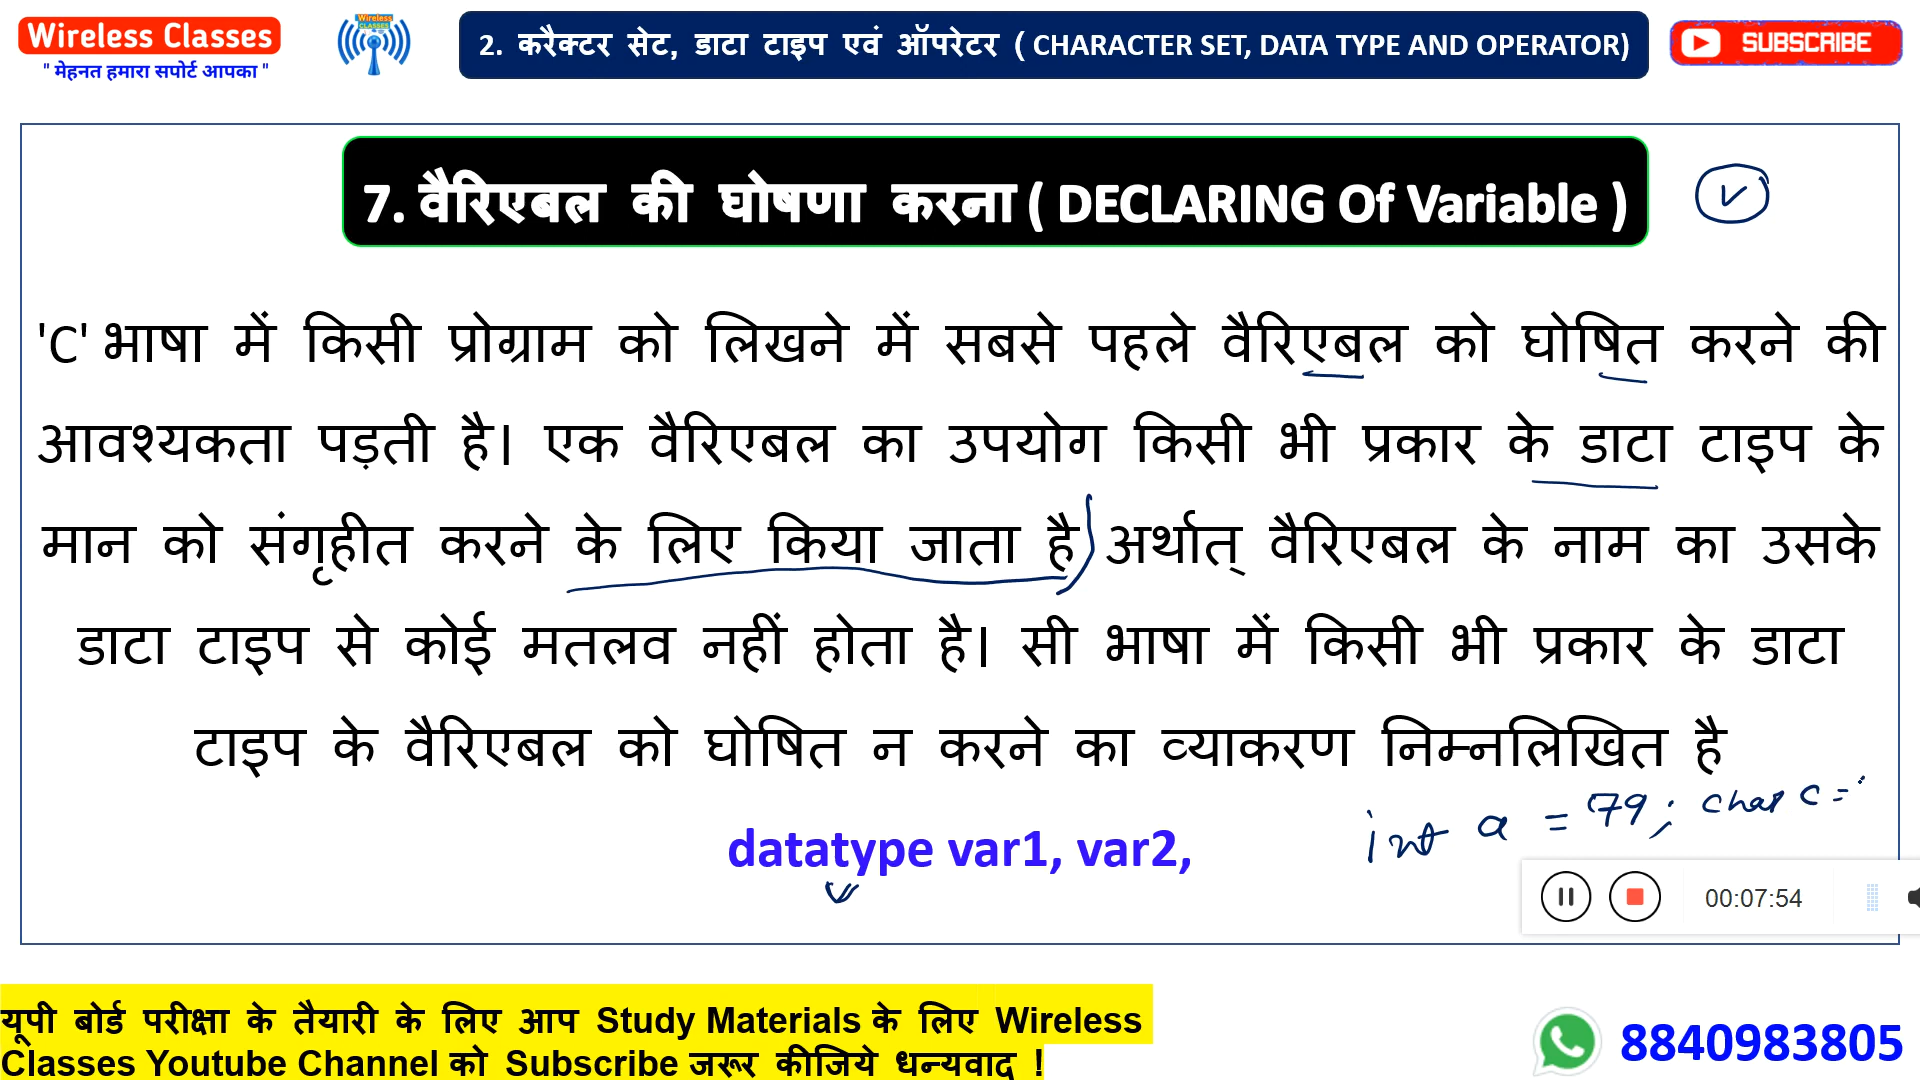 Wireless Classes
" मेहनत हमारा सपोर्ट आपका "
Wireless
CLASSES
2. करैक्टर सेट, डाटा टाइप एवं ऑपरेटर ( CHARACTER SET, DATA TYPE AND OPERATOR)
SUBSCRIBE
7. वैरिएबल की घोषणा करना ( DECLARING Of Variable )
'C' भाषा में किसी प्रोग्राम को लिखने में सबसे पहले वैरिएबल को घोषित करने की
आवश्यकता पड़ती है। एक वैरिएबल का उपयोग किसी भी प्रकार के डाटा टाइप के
मान को संगृहीत करने के लिए किया जाता है अर्थात् वैरिएबल के नाम का उसके
डाटा टाइप से कोई मतलव नहीं होता है। सी भाषा में किसी भी प्रकार के डाटा
टाइप के वैरिएबल को घोषित न करने का व्याकरण निम्नलिखित है
int a = 79; char c = '
datatype var1, var2,
00:07:54
यूपी बोर्ड परीक्षा के तैयारी के लिए आप Study Materials के लिए Wireless
Classes Youtube Channel को Subscribe जरूर कीजिये धन्यवाद !
8840983805